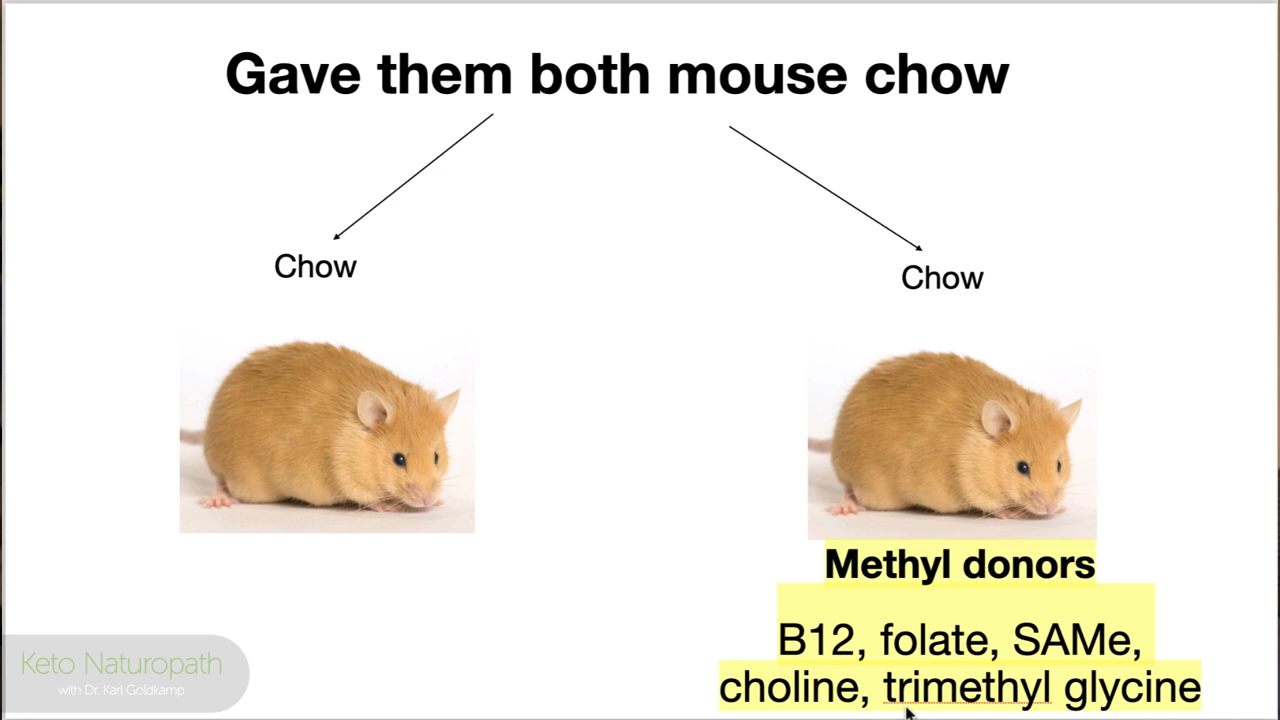 Gave them both mouse chow
Chow
Chow
Methyl donors
B12, folate, SAMe,
choline, trimethyl glycine
Keto Naturopath
with Dr. Karl Goldkamp